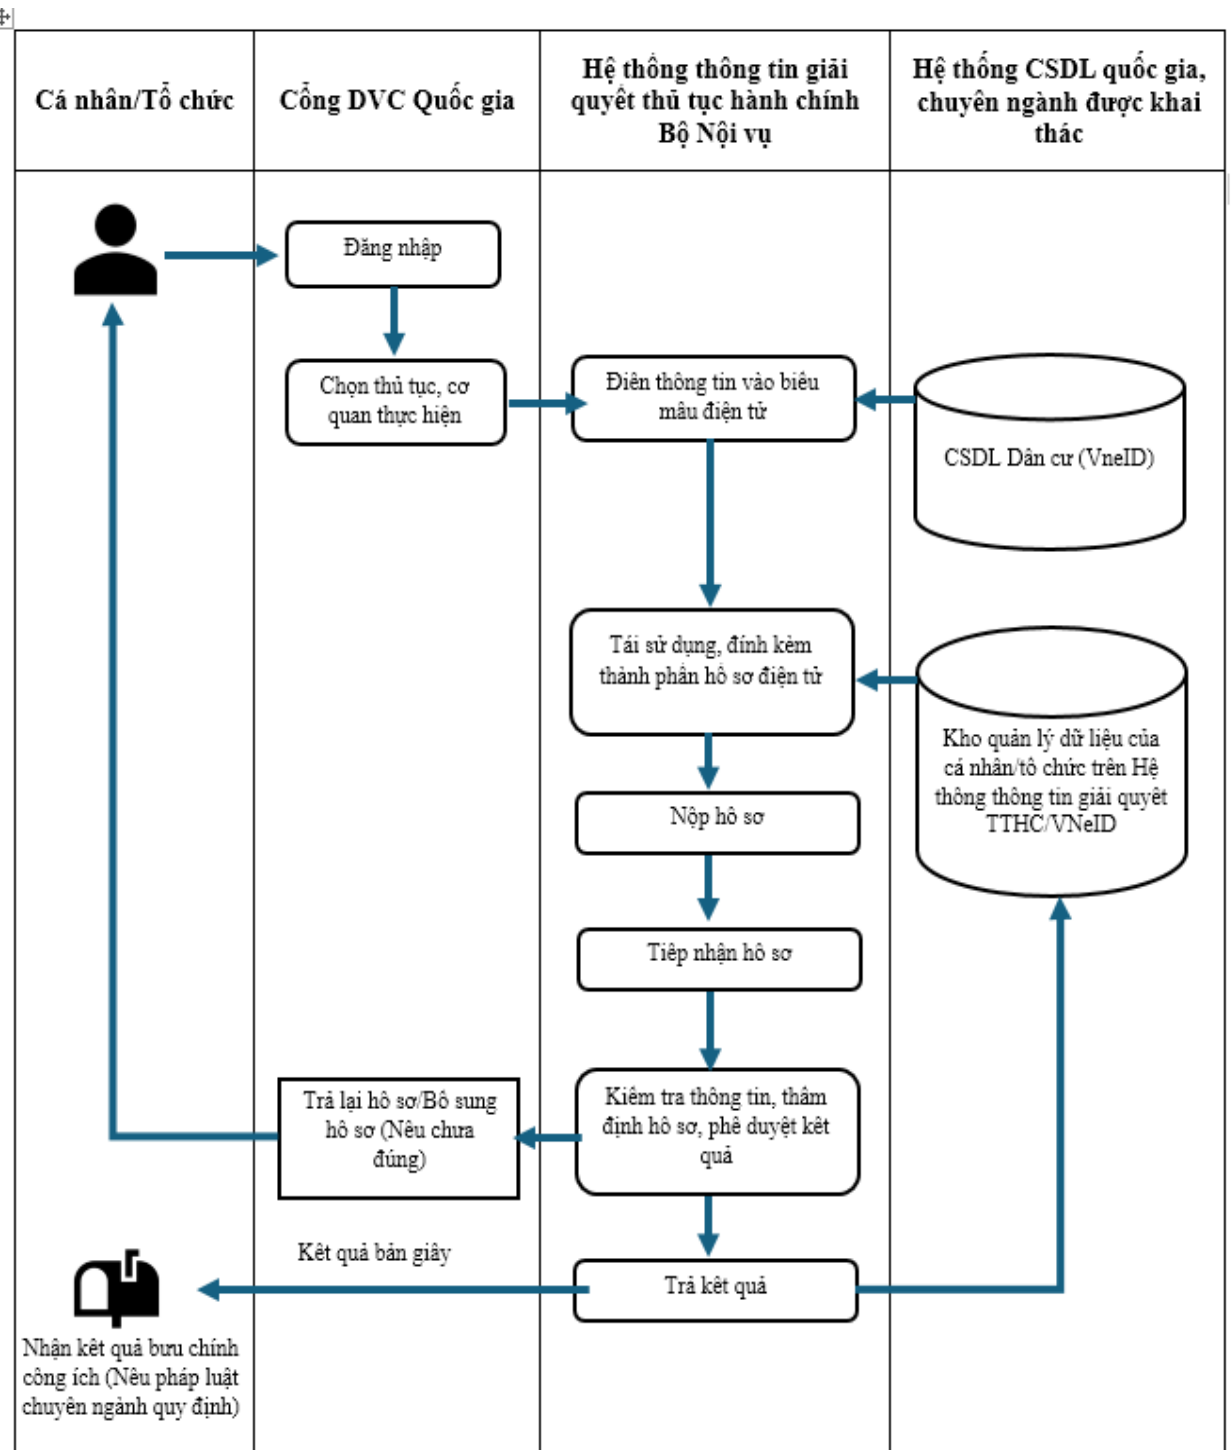 Cá nhân/Tổ chức
Cổng DVC Quốc gia
Hệ thống thông tin giải
quyết thủ tục hành chính
Bộ Nội vụ
Hệ thống CSDL quốc gia,
chuyên ngành được khai
thác
Đăng nhập
Chọn thủ tục, cơ
quan thực hiện
Điền thông tin vào biểu
mẫu điện tử
CSDL Dân cư (VneID)
Tái sử dụng, đính kèm
thành phần hồ sơ điện tử
Kho quản lý dữ liệu của
cá nhân/tổ chức trên Hệ
thống thông tin giải quyết
TTHC/VNeID
Nộp hồ sơ
Tiếp nhận hồ sơ
Kiểm tra thông tin, thẩm
định hồ sơ, phê duyệt kết
quả
Trả lại hồ sơ/Bổ sung
hồ sơ (Nếu chưa
đúng)
Kết quả bản giấy
Trả kết quả
Nhận kết quả bưu chính
công ích (Nếu pháp luật
chuyên ngành quy định)